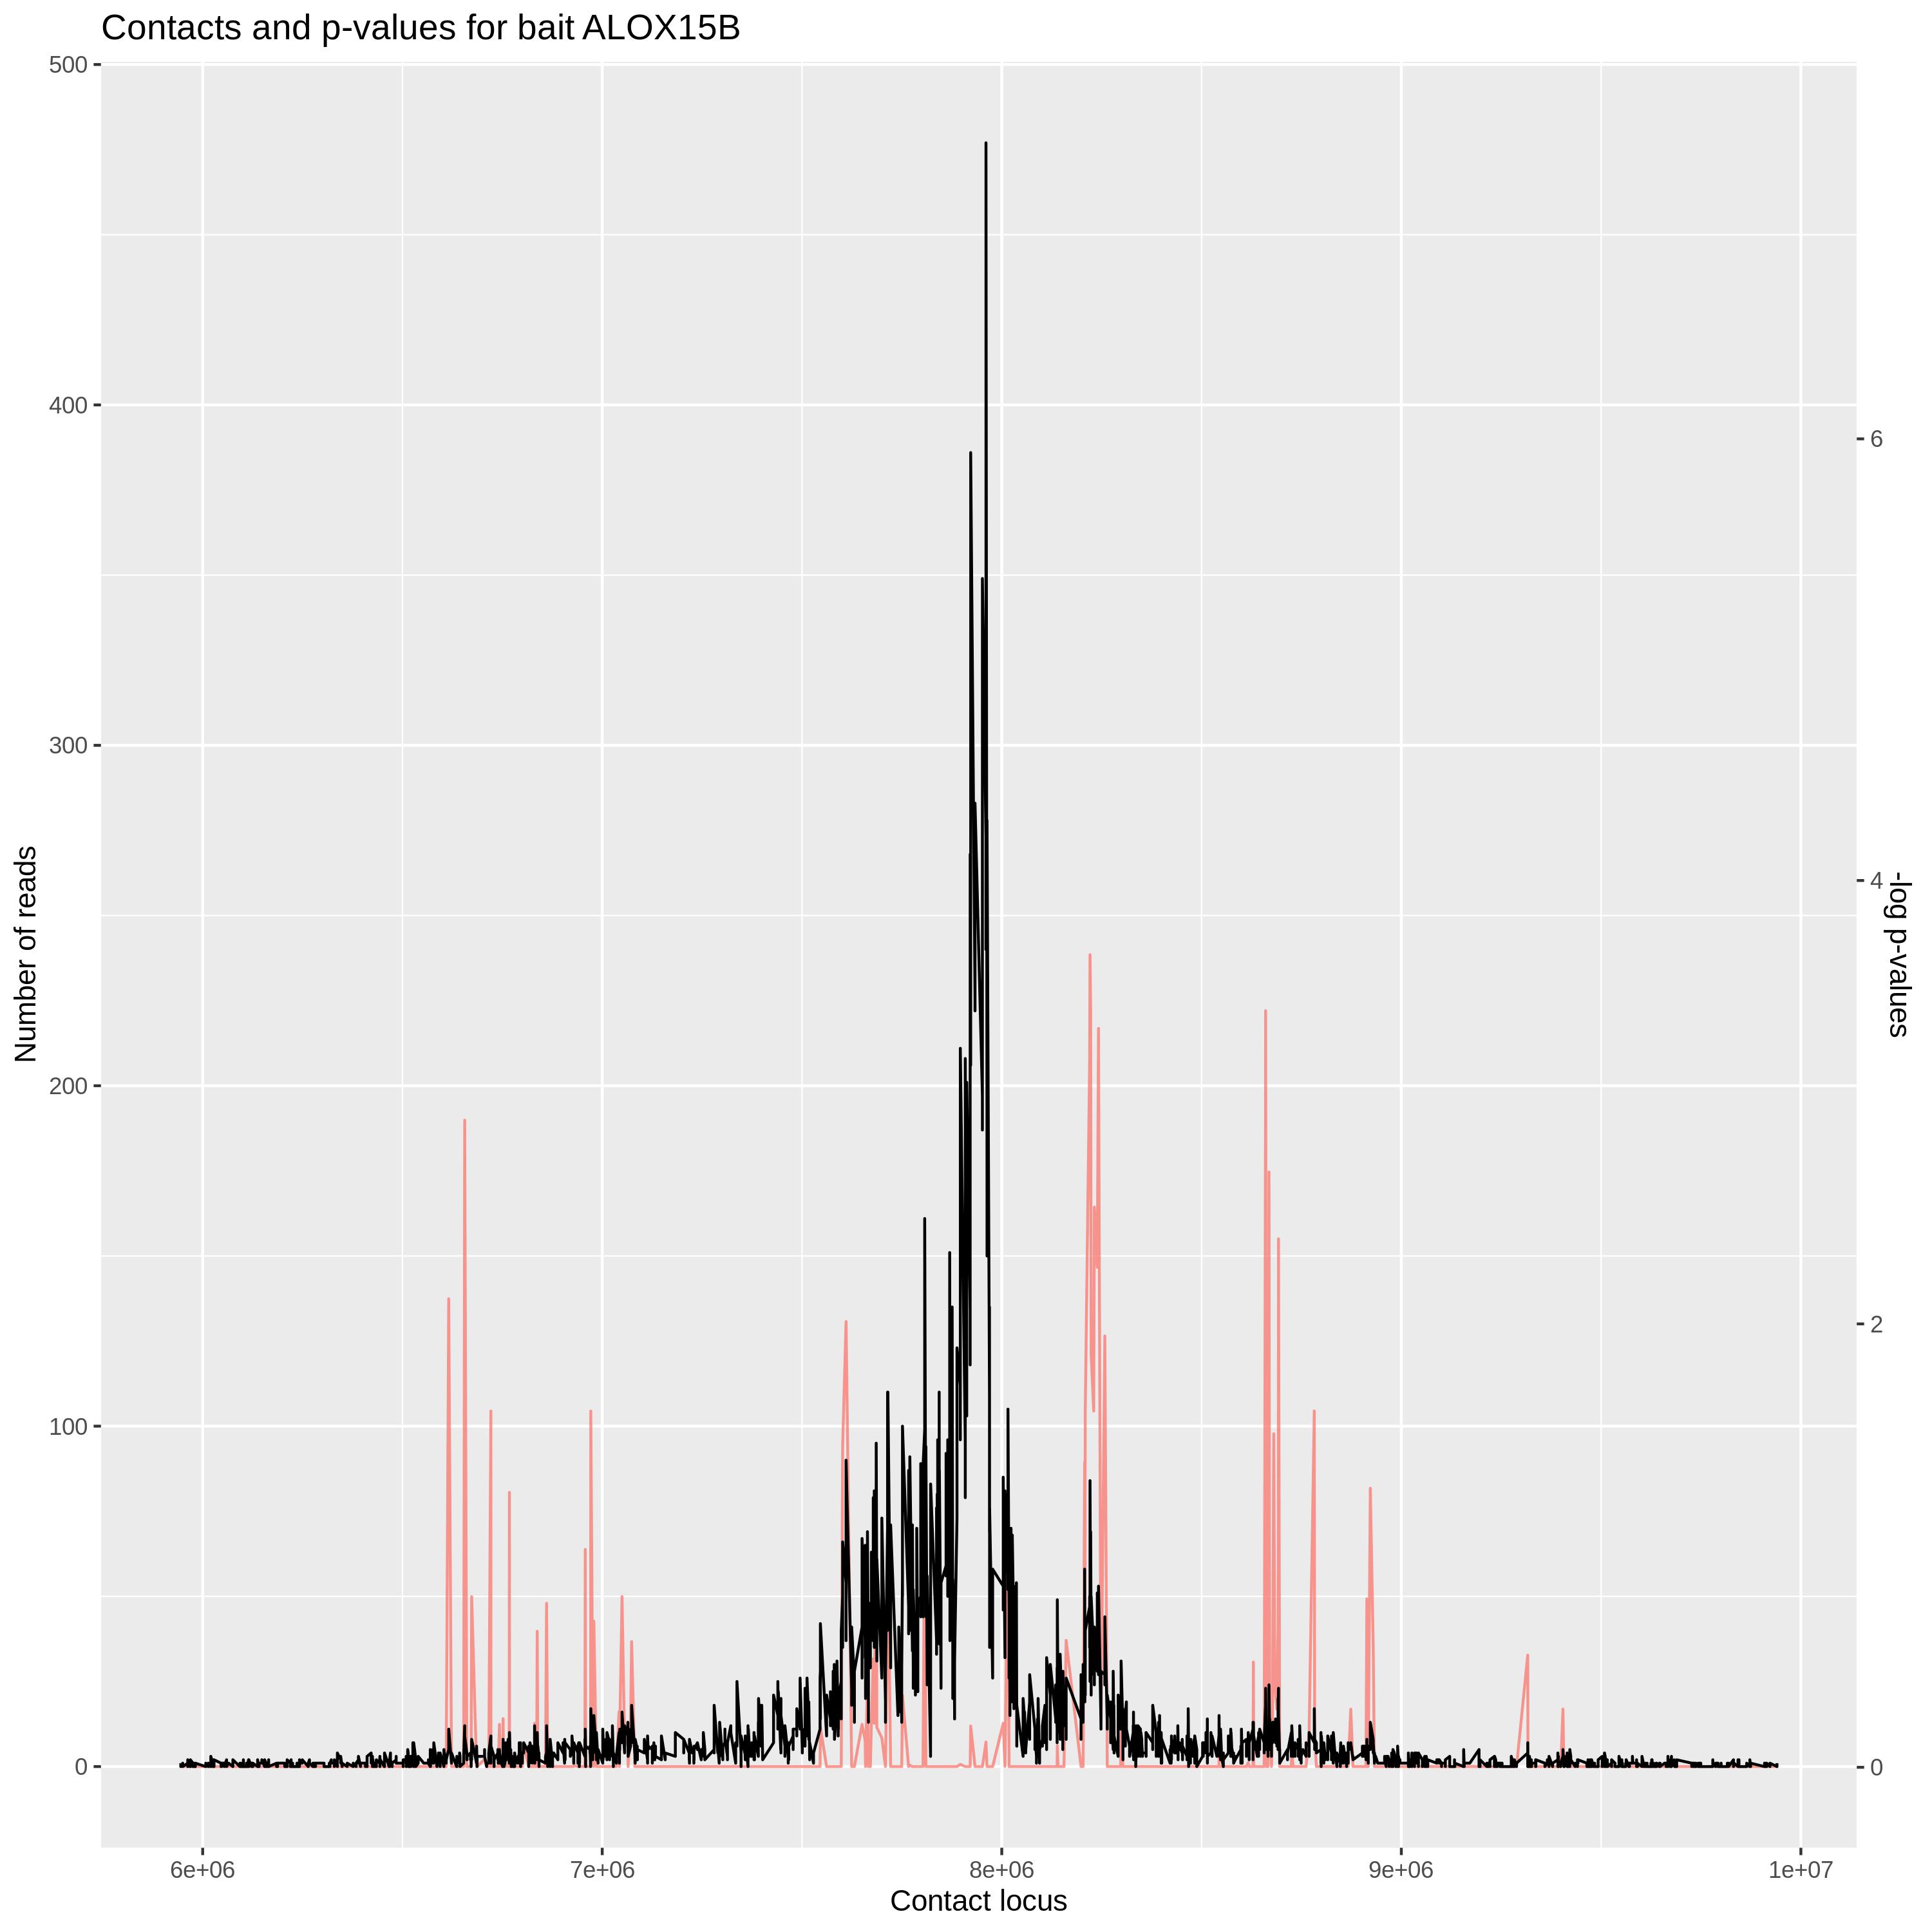 Contacts and p-values for bait ALOX15B
500
400
300
200
100
0
Number of reads
6
4
2
0
-log p-values
6e+06
7e+06
8e+06
9e+06
1e+07
Contact locus